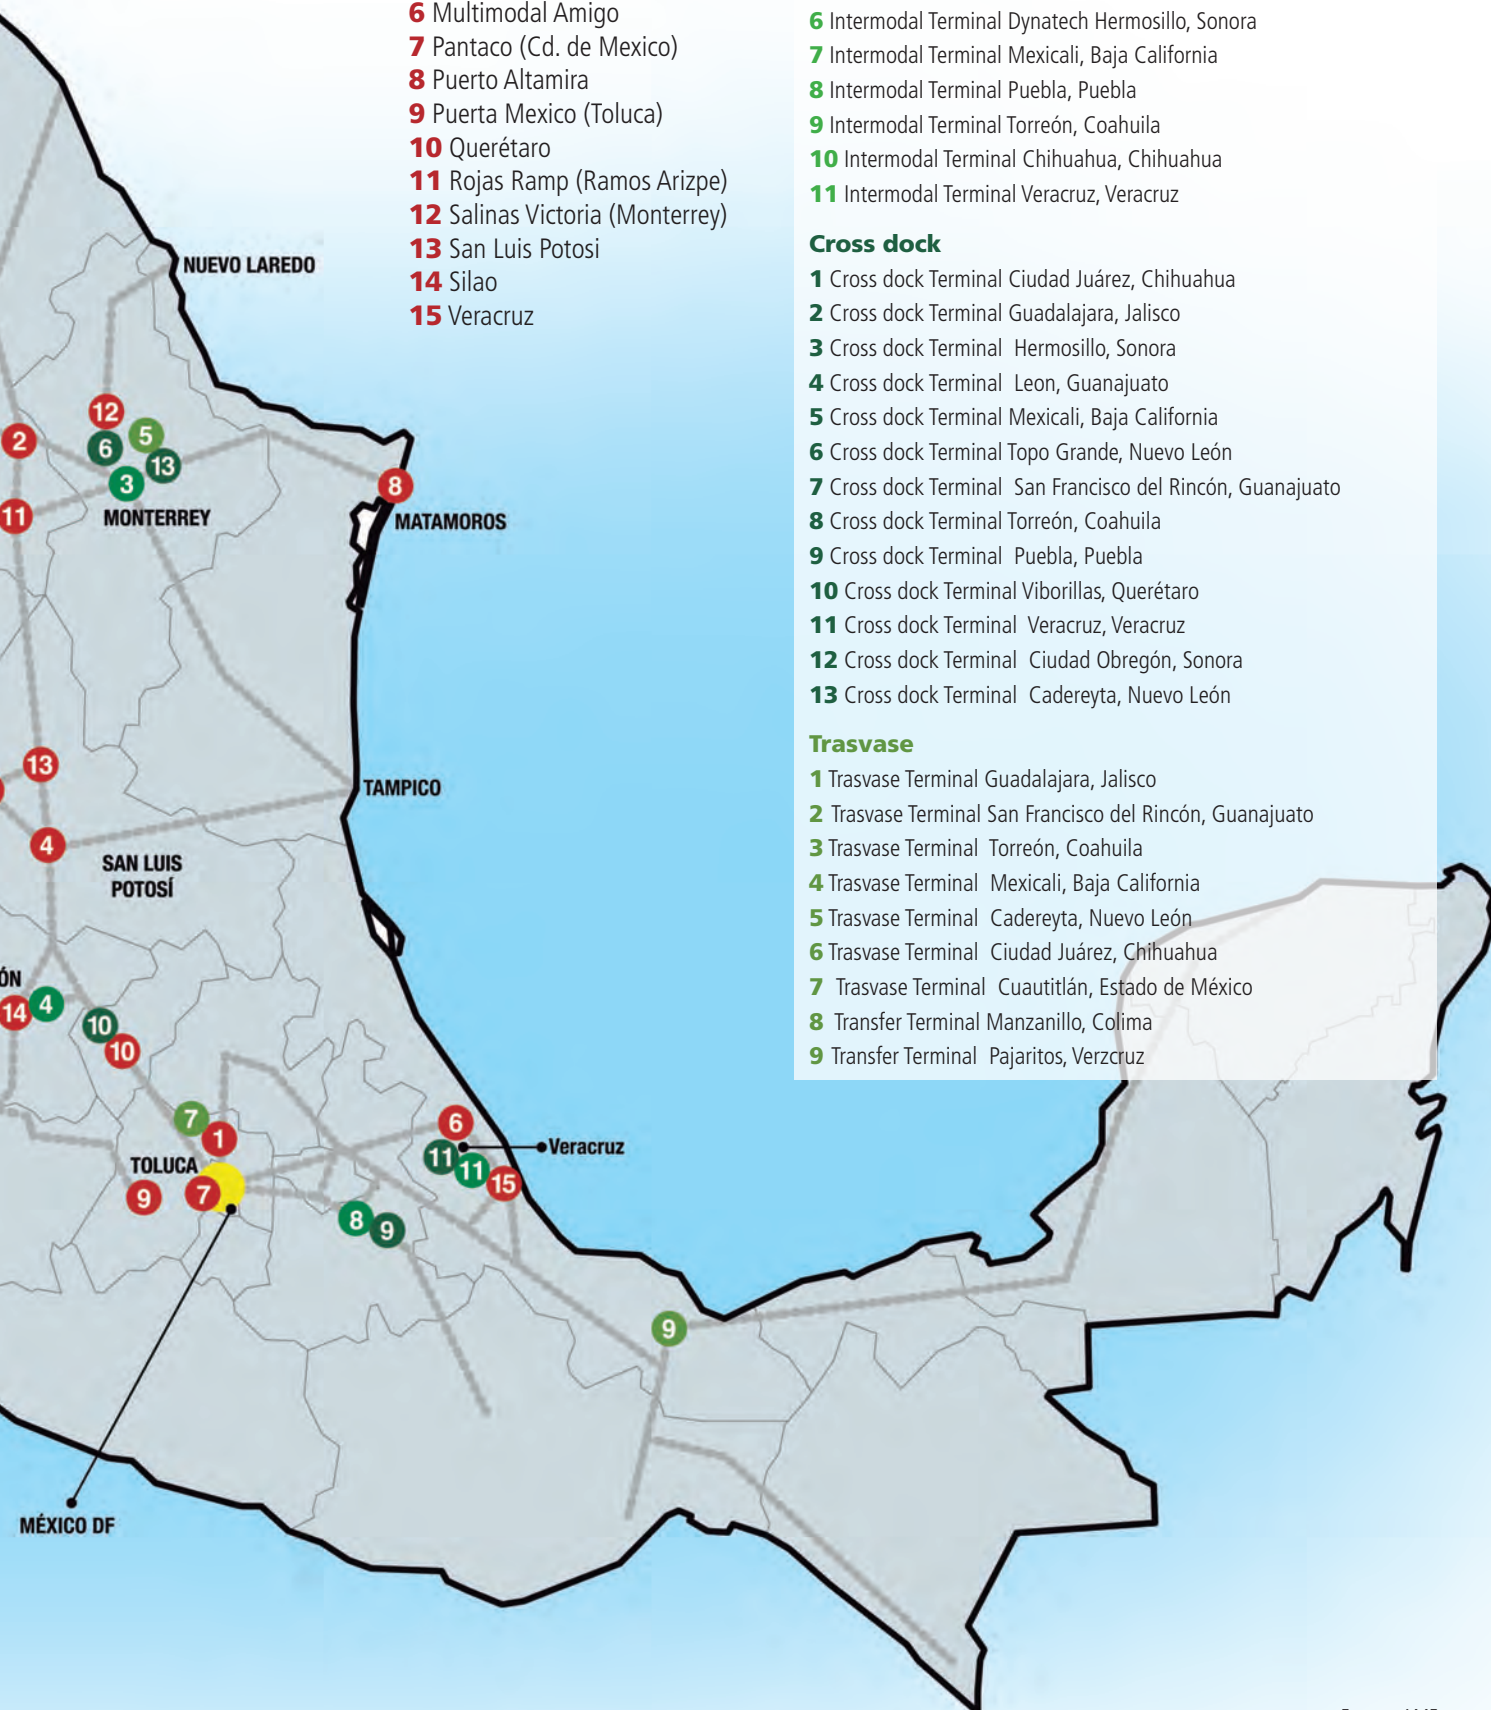 6 Multimodal Amigo
7 Pantaco (Cd. de Mexico)
8 Puerto Altamira
9 Puerta Mexico (Toluca)
10 Querétaro
11 Rojas Ramp (Ramos Arizpe)
12 Salinas Victoria (Monterrey)
13 San Luis Potosi
14 Silao
15 Veracruz
6 Intermodal Terminal Dynatech Hermosillo, Sonora
7 Intermodal Terminal Mexicali, Baja California
8 Intermodal Terminal Puebla, Puebla
9 Intermodal Terminal Torreón, Coahuila
10 Intermodal Terminal Chihuahua, Chihuahua
11 Intermodal Terminal Veracruz, Veracruz
Cross dock
1 Cross dock Terminal Ciudad Juárez, Chihuahua
2 Cross dock Terminal Guadalajara, Jalisco
3 Cross dock Terminal Hermosillo, Sonora
4 Cross dock Terminal Leon, Guanajuato
5 Cross dock Terminal Mexicali, Baja California
6 Cross dock Terminal Topo Grande, Nuevo León
7 Cross dock Terminal San Francisco del Rincón, Guanajuato
8 Cross dock Terminal Torreón, Coahuila
9 Cross dock Terminal Puebla, Puebla
10 Cross dock Terminal Viborillas, Querétaro
11 Cross dock Terminal Veracruz, Veracruz
12 Cross dock Terminal Ciudad Obregón, Sonora
13 Cross dock Terminal Cadereyta, Nuevo León
Trasvase
1 Trasvase Terminal Guadalajara, Jalisco
2 Trasvase Terminal San Francisco del Rincón, Guanajuato
3 Trasvase Terminal Torreón, Coahuila
4 Trasvase Terminal Mexicali, Baja California
5 Trasvase Terminal Cadereyta, Nuevo León
6 Trasvase Terminal Ciudad Juárez, Chihuahua
7 Trasvase Terminal Cuautitlán, Estado de México
8 Transfer Terminal Manzanillo, Colima
9 Transfer Terminal Pajaritos, Verzcruz
NUEVO LAREDO
12
2
6
5
13
3
8
11
MONTERREY
MATAMOROS
13
TAMPICO
4
SAN LUIS
POTOSÍ
ÓN
14
4
10
10
7
1
6
Veracruz
11
11
15
TOLUCA
9
7
8
9
9
MÉXICO DF